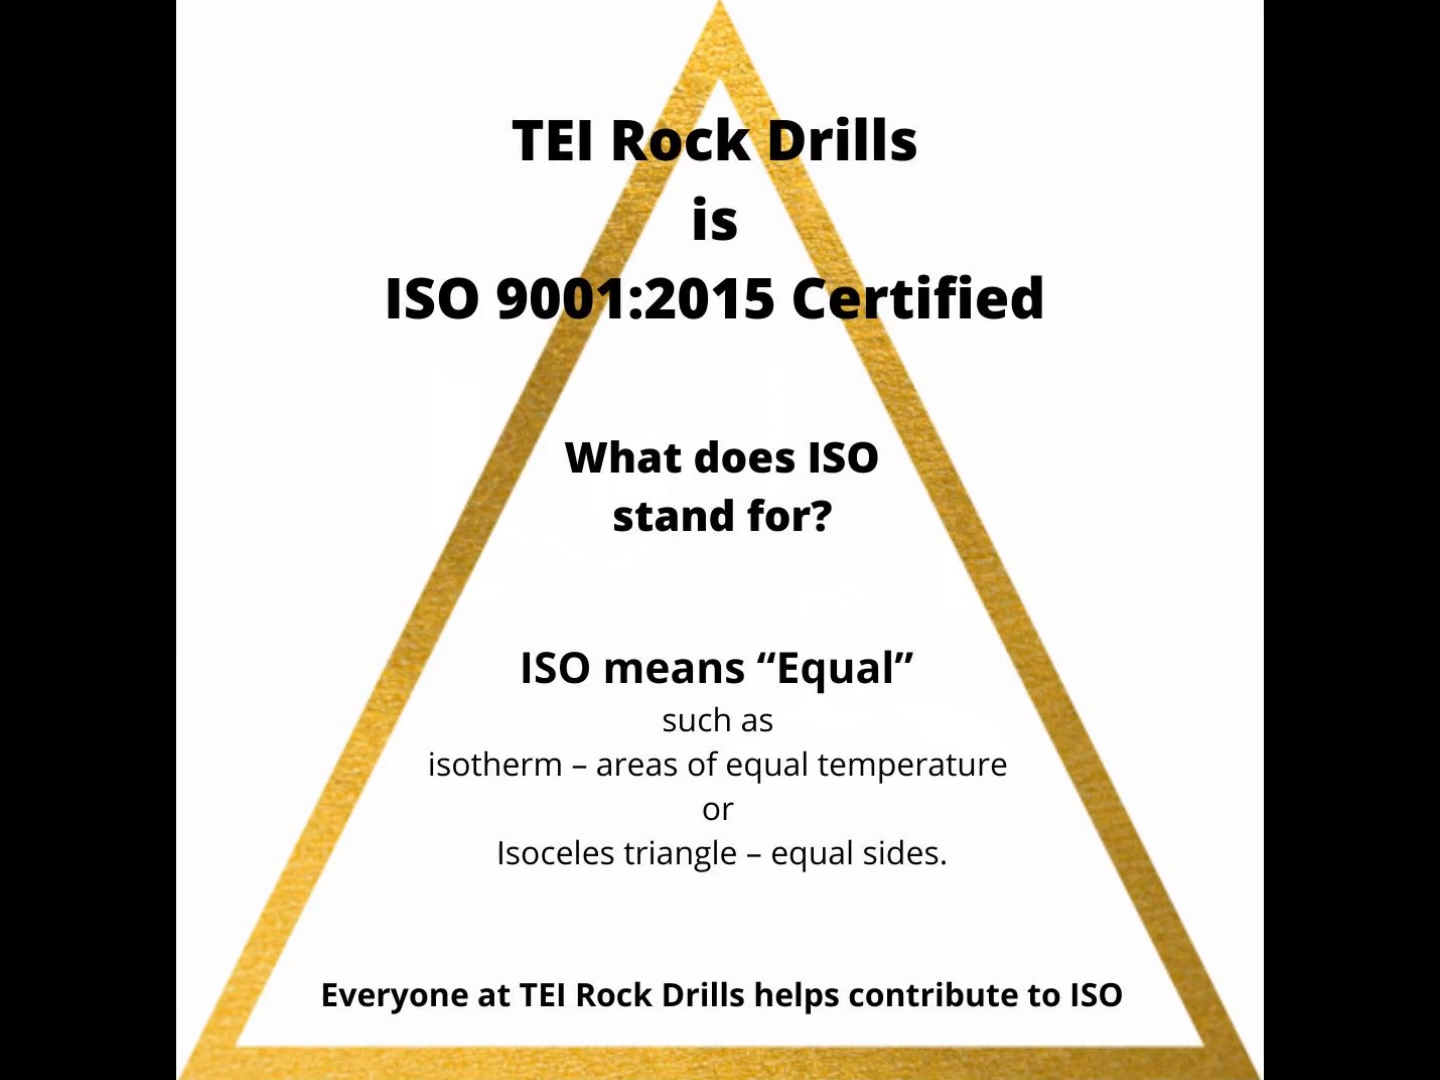 TEI Rock Drills
is
ISO 9001:2015 Certified
What does ISO
stand for?
ISO means “Equal”
such as
isotherm – areas of equal temperature
or
Isoceles triangle – equal sides.
Everyone at TEI Rock Drills helps contribute to ISO